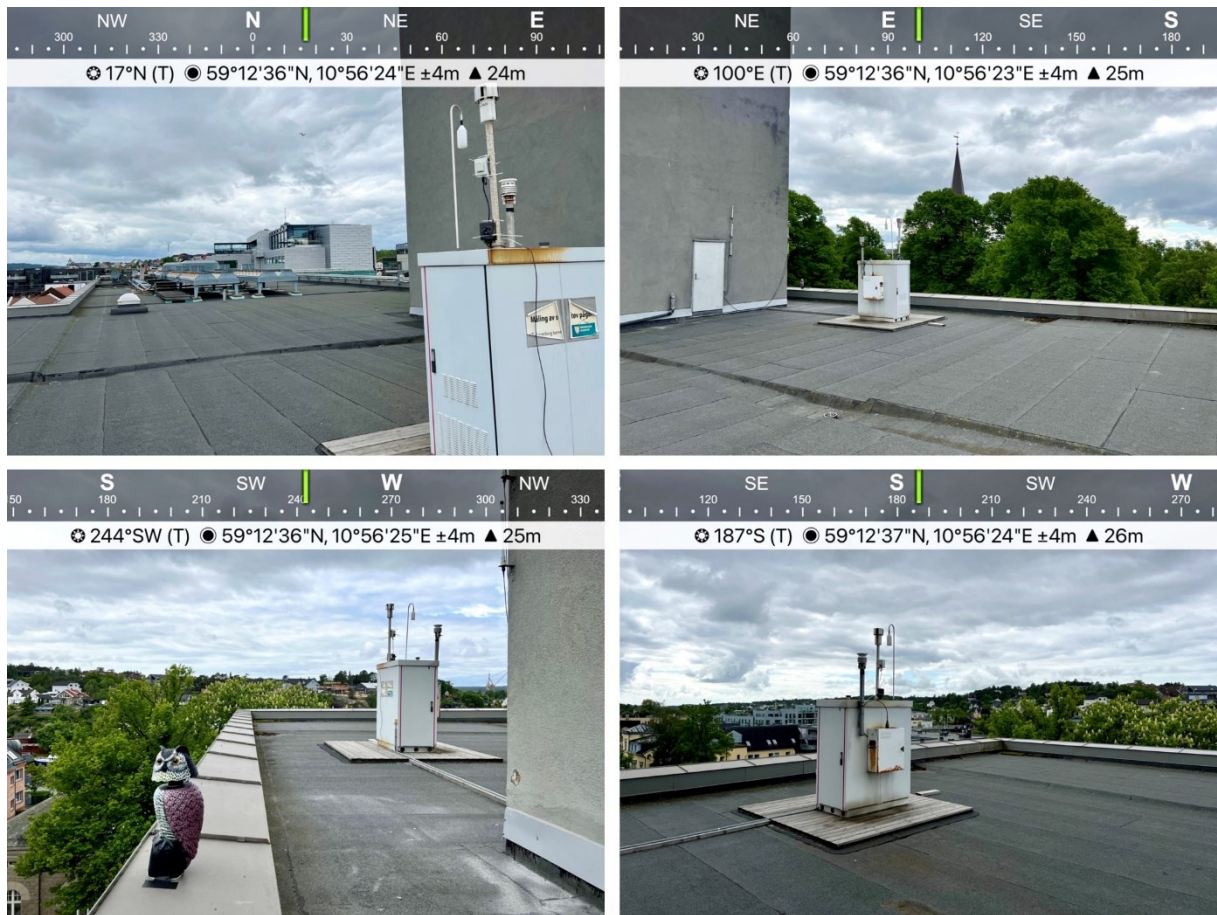 NW N NE E
300 330 0 30 60 90
17°N (T) 59°12'36"N, 10°56'24"E ±4m ▲ 24m
Måling av s
NE E SE S
30 60 90 120 150 180
100°E (T) 59°12'36"N, 10°56'23"E ±4m ▲ 25m
S SW W NW
50 180 210 240 270 300 330
244°SW (T) 59°12'36"N, 10°56'25"E ±4m ▲ 25m
SE S SW W
120 150 180 210 240 270
187°S (T) 59°12'37"N, 10°56'24"E ±4m ▲ 26m